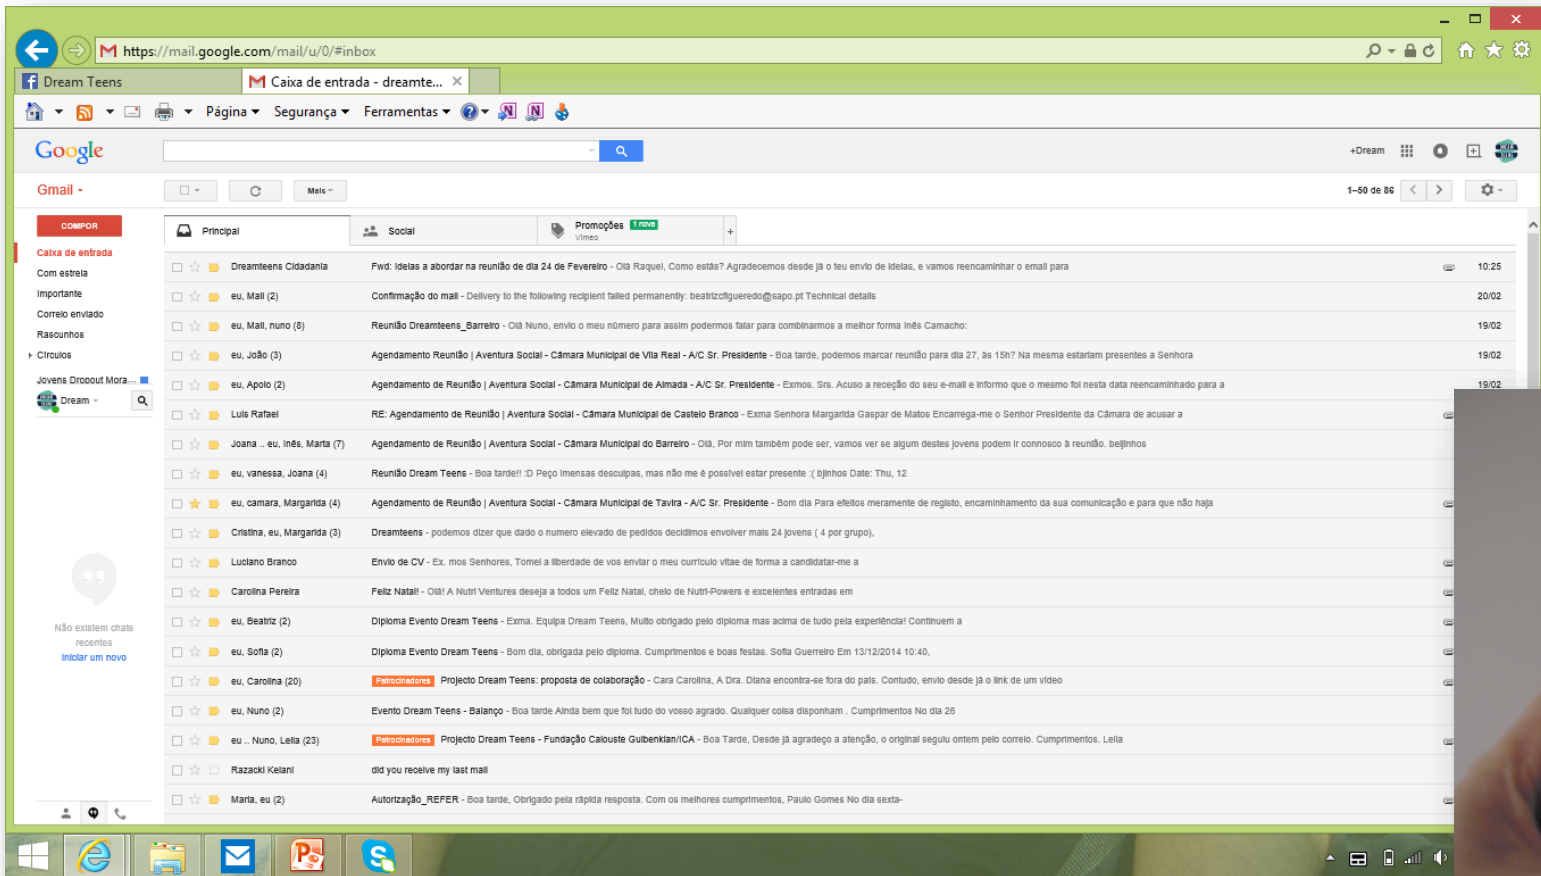 https://mail.google.com/mail/u/0/#inbox
Dream Teens
Caixa de entrada - dreamte...
Página Segurança Ferramentas
Google
+Dream
Gmail
Mais
1–50 de 86
COMPOR
Principal
Social
Promoções 1 nova
Vimeo
Caixa de entrada
Com estrela
Importante
Correio enviado
Rascunhos
Círculos
Jovens Dropout Mora...
Dream
Não existem chats
recentes
Iniciar um novo
Dreamteens Cidadania Fwd: Ideias a abordar na reunião de dia 24 de Fevereiro - Olá Raquel, Como estás? Agradecemos desde já o teu envio de ideias, e vamos reencaminhar o email para 10:25
eu, Mail (2) Confirmação do mail - Delivery to the following recipient failed permanently: beatrizcfigueredo@sapo.pt Technical details 20/02
eu, Mail, nuno (8) Reunião Dreamteens_Barreiro - Olá Nuno, envio o meu número para assim podermos falar para combinarmos a melhor forma Inês Camacho: 19/02
eu, João (3) Agendamento Reunião | Aventura Social - Câmara Municipal de Vila Real - A/C Sr. Presidente - Boa tarde, podemos marcar reunião para dia 27, às 15h? Na mesma estariam presentes a Senhora 19/02
eu, Apolo (2) Agendamento de Reunião | Aventura Social - Câmara Municipal de Almada - A/C Sr. Presidente - Exmos. Srs. Acuso a receção do seu e-mail e informo que o mesmo foi nesta data reencaminhado para a 19/02
Luis Rafael RE: Agendamento de Reunião | Aventura Social - Câmara Municipal de Castelo Branco - Exma Senhora Margarida Gaspar de Matos Encarrega-me o Senhor Presidente da Câmara de acusar a
Joana .. eu, Inês, Marta (7) Agendamento de Reunião | Aventura Social - Câmara Municipal do Barreiro - Olá, Por mim também pode ser, vamos ver se algum destes jovens podem ir connosco à reunião. beijinhos
eu, vanessa, Joana (4) Reunião Dream Teens - Boa tarde!! :D Peço imensas desculpas, mas não me é possível estar presente :( bjinhos Date: Thu, 12
eu, camara, Margarida (4) Agendamento de Reunião | Aventura Social - Câmara Municipal de Tavira - A/C Sr. Presidente - Bom dia Para efeitos meramente de registo, encaminhamento da sua comunicação e para que não haja
Cristina, eu, Margarida (3) Dreamteens - podemos dizer que dado o numero elevado de pedidos decidimos envolver mais 24 jovens ( 4 por grupo),
Luciano Branco Envio de CV - Ex. mos Senhores, Tomei a liberdade de vos enviar o meu currículo vitae de forma a candidatar-me a
Carolina Pereira Feliz Natal! - Olá! A Nutri Ventures deseja a todos um Feliz Natal, cheio de Nutri-Powers e excelentes entradas em
eu, Beatriz (2) Diploma Evento Dream Teens - Exma. Equipa Dream Teens, Muito obrigado pelo diploma mas acima de tudo pela experiência! Continuem a
eu, Sofia (2) Diploma Evento Dream Teens - Bom dia, obrigada pelo diploma. Cumprimentos e boas festas. Sofia Guerreiro Em 13/12/2014 10:40,
eu, Carolina (20) Patrocinadores Projecto Dream Teens: proposta de colaboração - Cara Carolina, A Dra. Diana encontra-se fora do país. Contudo, envio desde já o link de um vídeo
eu, Nuno (2) Evento Dream Teens - Balanço - Boa tarde Ainda bem que foi tudo do vosso agrado. Qualquer coisa disponham . Cumprimentos No dia 26
eu .. Nuno, Leila (23) Patrocinadores Projecto Dream Teens - Fundação Calouste Gulbenkian/ICA - Boa Tarde, Desde já agradeço a atenção, o original seguiu ontem pelo correio. Cumprimentos. Leila
Razacki Kelani did you receive my last mail
Maria, eu (2) Autorização_REFER - Boa tarde, Obrigado pela rápida resposta. Com os melhores cumprimentos, Paulo Gomes No dia sexta-